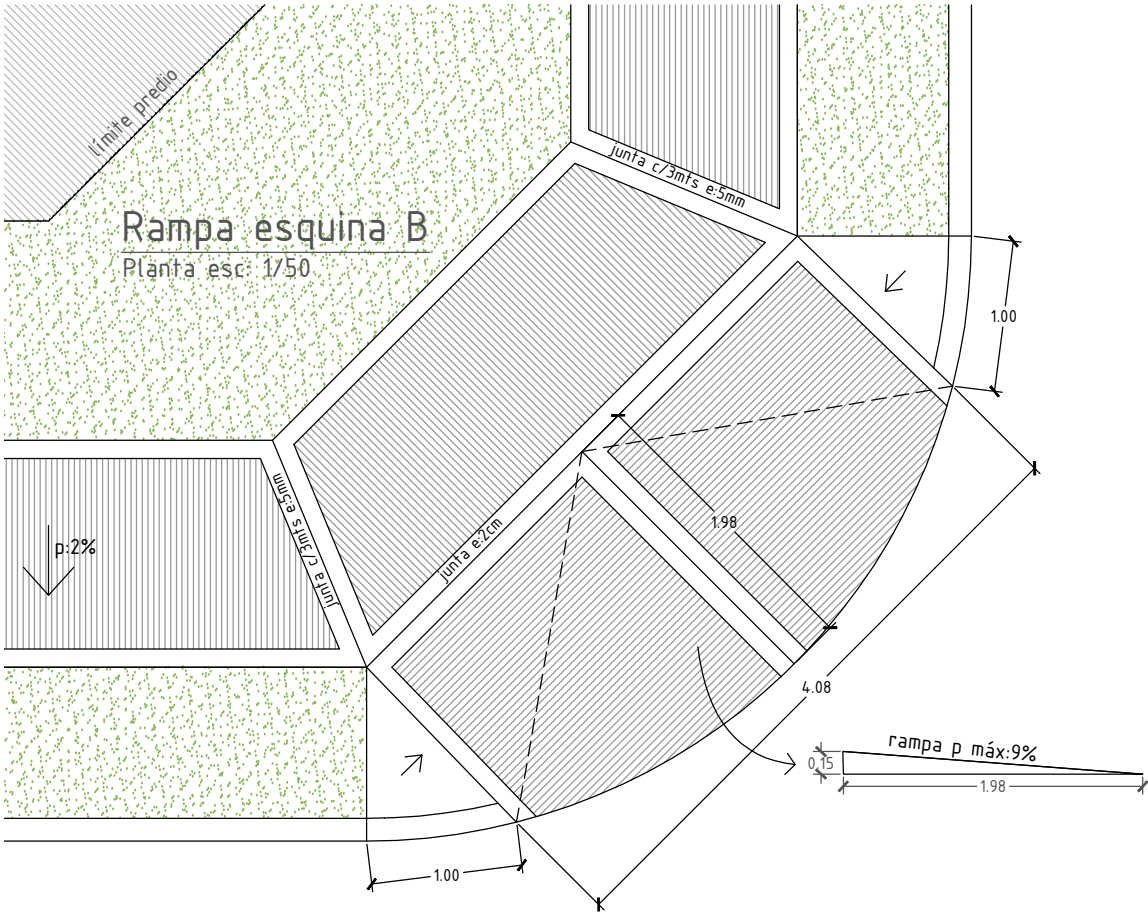 límite predio
junta c/3mts e:5mm
Rampa esquina B
Planta esc: 1/50
1.00
junta c/3mts e:5mm
1.98
junta e:2cm
p:2%
4.08
rampa p máx:9%
0,15
1.98
1.00